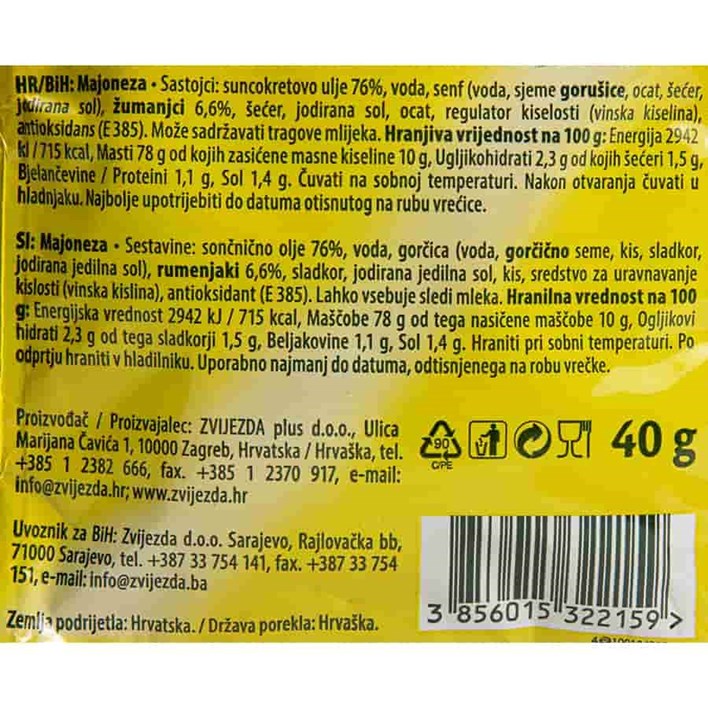 HR/BiH: Majoneza • Sastojci: suncokretovo ulje 76%, voda, senf (voda, sjeme gorušice, ocat, šećer,
jodirana sol), žumanjci 6,6%, šećer, jodirana sol, ocat, regulator kiselosti (vinska kiselina),
antioksidans (E 385). Može sadržavati tragove mlijeka. Hranjiva vrijednost na 100 g: Energija 2942
kJ / 715 kcal, Masti 78 g od kojih zasićene masne kiseline 10 g, Ugljikohidrati 2,3 g od kojih šećeri 1,5 g,
Bjelančevine / Proteini 1,1 g, Sol 1,4 g. Čuvati na sobnoj temperaturi. Nakon otvaranja čuvati u
hladnjaku. Najbolje upotrijebiti do datuma otisnutog na rubu vrećice.
SI: Majoneza • Sestavine: sončnično olje 76%, voda, gorčica (voda, gorčično seme, kis, sladkor,
jodirana jedilna sol), rumenjaki 6,6%, sladkor, jodirana jedilna sol, kis, sredstvo za uravnavanje
kislosti (vinska kislina), antioksidant (E 385). Lahko vsebuje sledi mleka. Hranilna vrednost na 100
g: Energijska vrednost 2942 kJ / 715 kcal, Maščobe 78 g od tega nasičene maščobe 10 g, Ogljikovi
hidrati 2,3 g od tega sladkorji 1,5 g, Beljakovine 1,1 g, Sol 1,4 g. Hraniti pri sobni temperaturi. Po
odprtju hraniti v hladilniku. Uporabno najmanj do datuma, odtisnjenega na robu vrečke.
Proizvođač / Proizvajalec: ZVIJEZDA plus d.o.o., Ulica
Marijana Čavića 1, 10000 Zagreb, Hrvatska / Hrvaška, tel.
+385 1 2382 666, fax. +385 1 2370 917, e-mail:
info@zvijezda.hr; www.zvijezda.hr
90
C/PE
40 g
Uvoznik za BiH: Zvijezda d.o.o. Sarajevo, Rajlovačka bb,
71000 Sarajevo, tel. +387 33 754 141, fax. +387 33 754
151, e-mail: info@zvijezda.ba
Zemlja podrijetla: Hrvatska. / Država porekla: Hrvaška.
3 856015 322159 >